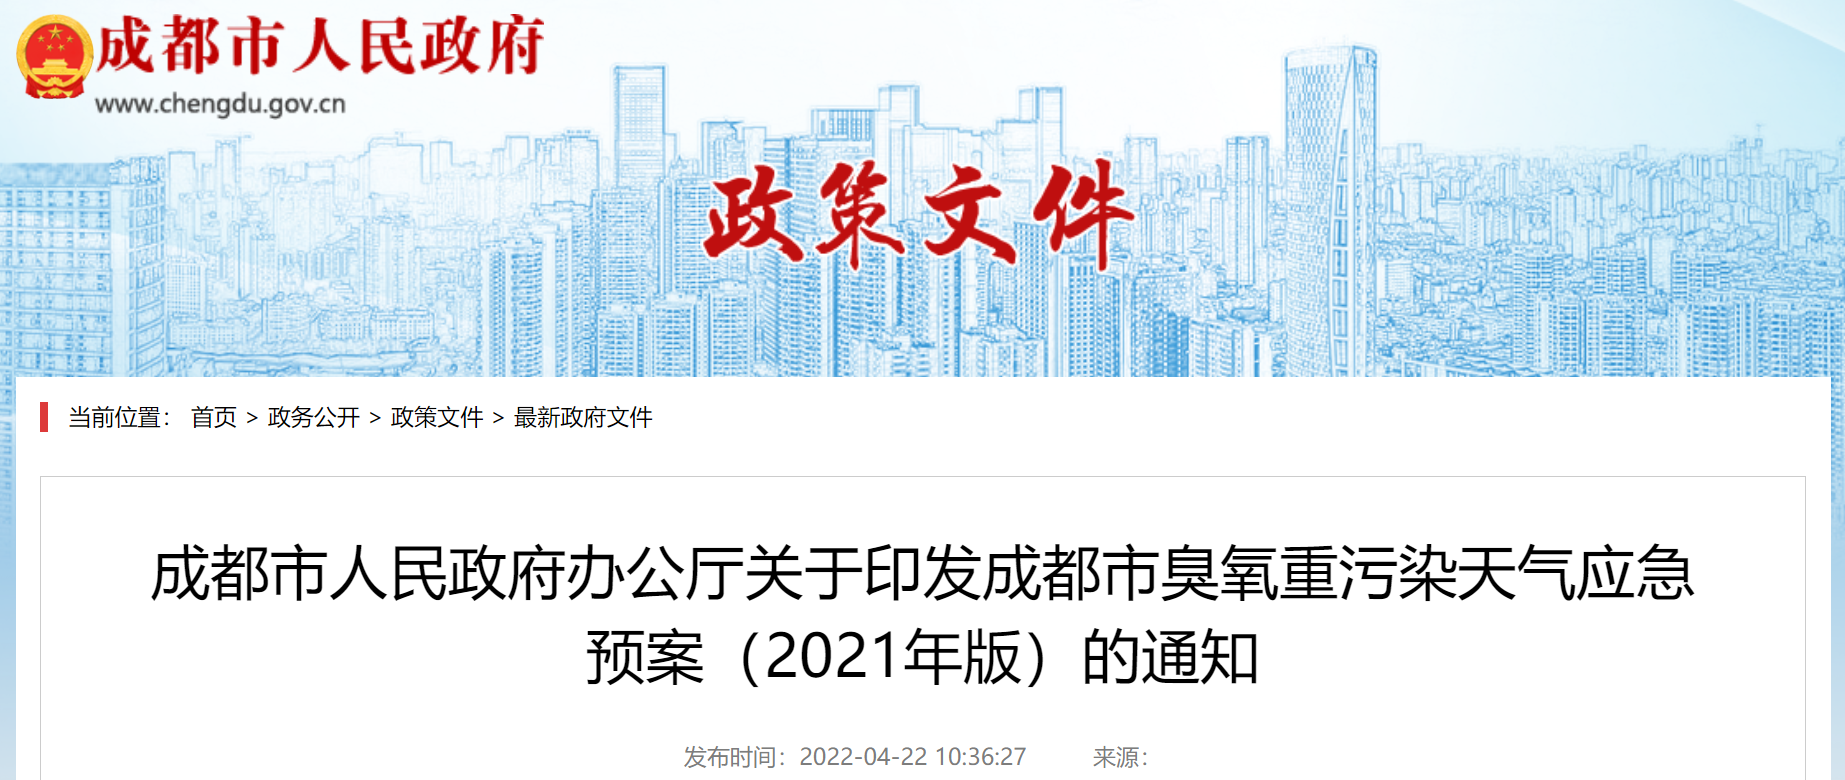 成都市人民政府
www.chengdu.gov.cn
政策文件
当前位置： 首页 > 政务公开 > 政策文件 > 最新政府文件
成都市人民政府办公厅关于印发成都市臭氧重污染天气应急
预案（2021年版）的通知
发布时间：2022-04-22 10:36:27 来源：